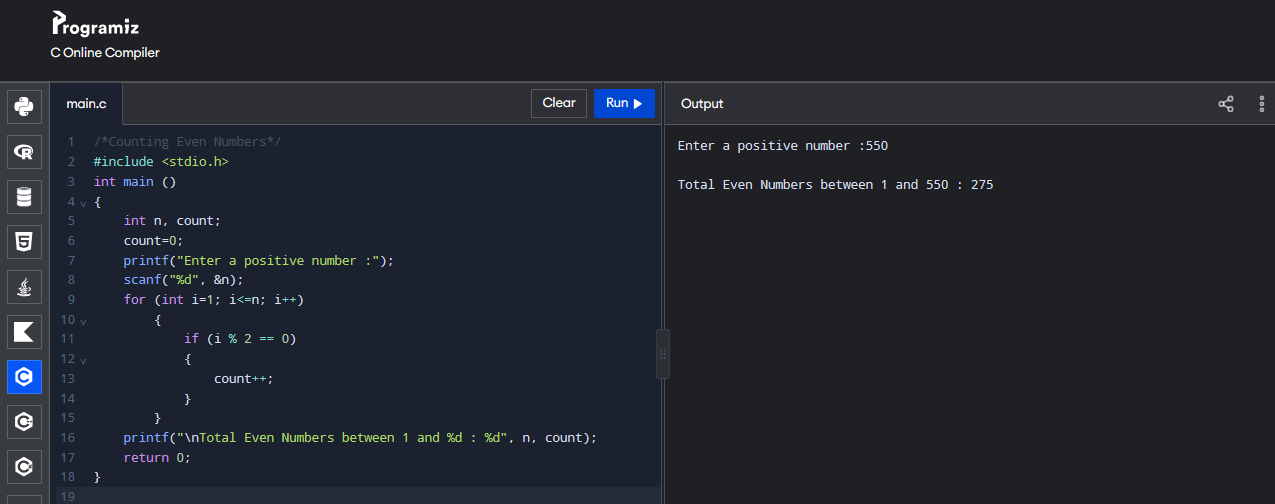 Programiz
C Online Compiler
main.c
Clear
Run
Output
1 /*Counting Even Numbers*/
2 #include <stdio.h>
3 int main ()
4 {
5 int n, count;
6 count=0;
7 printf("Enter a positive number :");
8 scanf("%d", &n);
9 for (int i=1; i<=n; i++)
10 {
11 if (i % 2 == 0)
12 {
13 count++;
14 }
15 }
16 printf("\nTotal Even Numbers between 1 and %d : %d", n, count);
17 return 0;
18 }
19
Enter a positive number :550
Total Even Numbers between 1 and 550 : 275